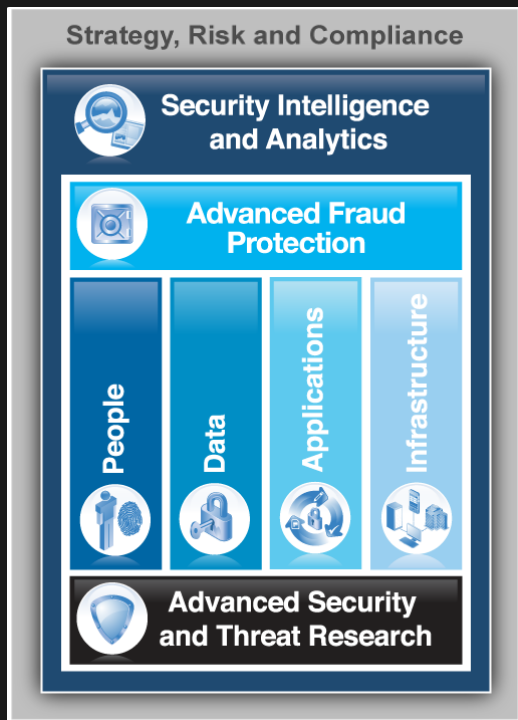 Strategy, Risk and Compliance
Security Intelligence
and Analytics
Advanced Fraud
Protection
People
Data
Applications
Infrastructure
Advanced Security
and Threat Research